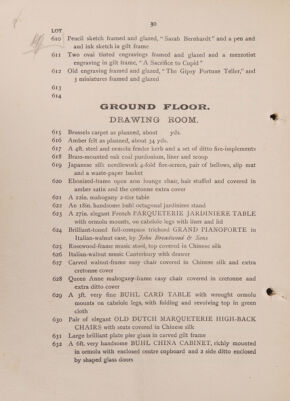 30
LOT
610 Pencil sketch framed and glazed, "Sarah Bernhardt" and a pen and
and ink sketch in gilt frame
611 Two oval tinted engravings framed and glazed and a mezzotint
engraving in gilt frame, "A Sacrifice to Cupid"
612 Old engraving framed and glazed, "The Gipsy Fortune Teller," and
3 miniatures framed and glazed
613
614
GROUND FLOOR.
DRAWING ROOM.
615 Brussels carpet as planned, about yds.
616 Amber felt as planned, about 34 yds.
617 A ft. steel and ormolu fender kerb and a set of ditto fire-implements
618 Brass-mounted oak coal purdonium, liner and scoop
619 Japanese silk needlework 4-fold fire-screen, pair of bellows, slip mat
and a waste-paper basket
620 Ebonized-frame open arm lounge chair, hair stuffed and covered in
amber satin and the cretonne extra cover
621 A 22in. mahogany 2-tier table
622 An 18in. handsome buhl octagonal jardiniere stand
623 A 27in. elegant French PARQUETERIE JARDINIERE TABLE
with ormolu mounts, on cabriole legs with liner and lid
624 Brilliant-toned full-compass trichord GRAND PIANOFORTE in
Italian-walnut case, by John Broadwood & Sons
625 Rosewood-frame music stool, top covered in Chinese silk
626 Italian-walnut music Canterbury with drawer
627 Carved walnut-frame easy chair covered in Chinese silk and extra
cretonne cover
628 Queen Anne mahogany-frame easy chair covered in cretonne and
extra ditto cover
629 A 3ft. very fine BUHL CARD TABLE with wrought ormolu
mounts on cabriole legs, with folding and revolving top in green
cloth
630 Pair of elegant OLD DUTCH MARQUETERIE HIGH-BACK
CHAIRS with seats covered in Chinese silk
631 Large brilliant plate pier glass in carved gilt frame
632 A 6ft. very handsome BUHL CHINA CABINET, richly mounted
in ormolu with enclosed centre cupboard and 2 side ditto enclosed
by shaped glass doors